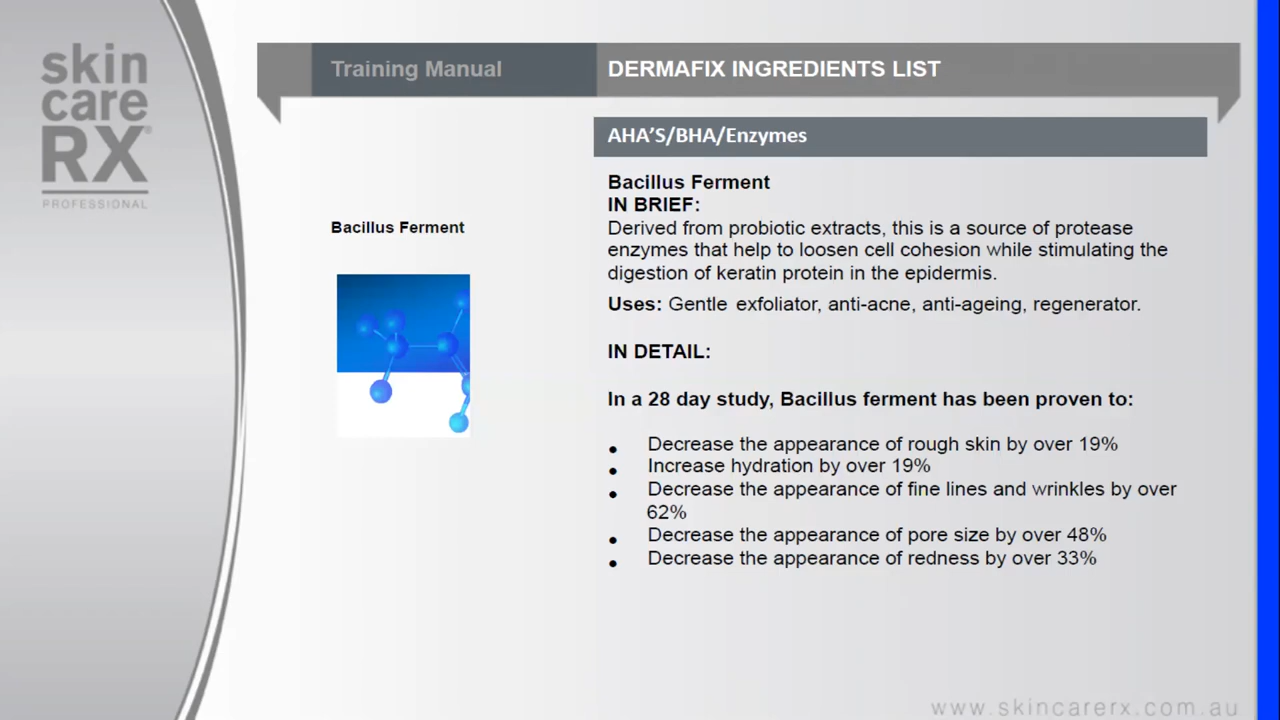 skin
care
RX®
PROFESSIONAL
Training Manual
DERMAFIX INGREDIENTS LIST
AHA'S/BHA/Enzymes
Bacillus Ferment
Bacillus Ferment
IN BRIEF:
Derived from probiotic extracts, this is a source of protease
enzymes that help to loosen cell cohesion while stimulating the
digestion of keratin protein in the epidermis.
Uses: Gentle exfoliator, anti-acne, anti-ageing, regenerator.
IN DETAIL:
In a 28 day study, Bacillus ferment has been proven to:
• Decrease the appearance of rough skin by over 19%
• Increase hydration by over 19%
• Decrease the appearance of fine lines and wrinkles by over
62%
• Decrease the appearance of pore size by over 48%
• Decrease the appearance of redness by over 33%
www.skincarerx.com.au